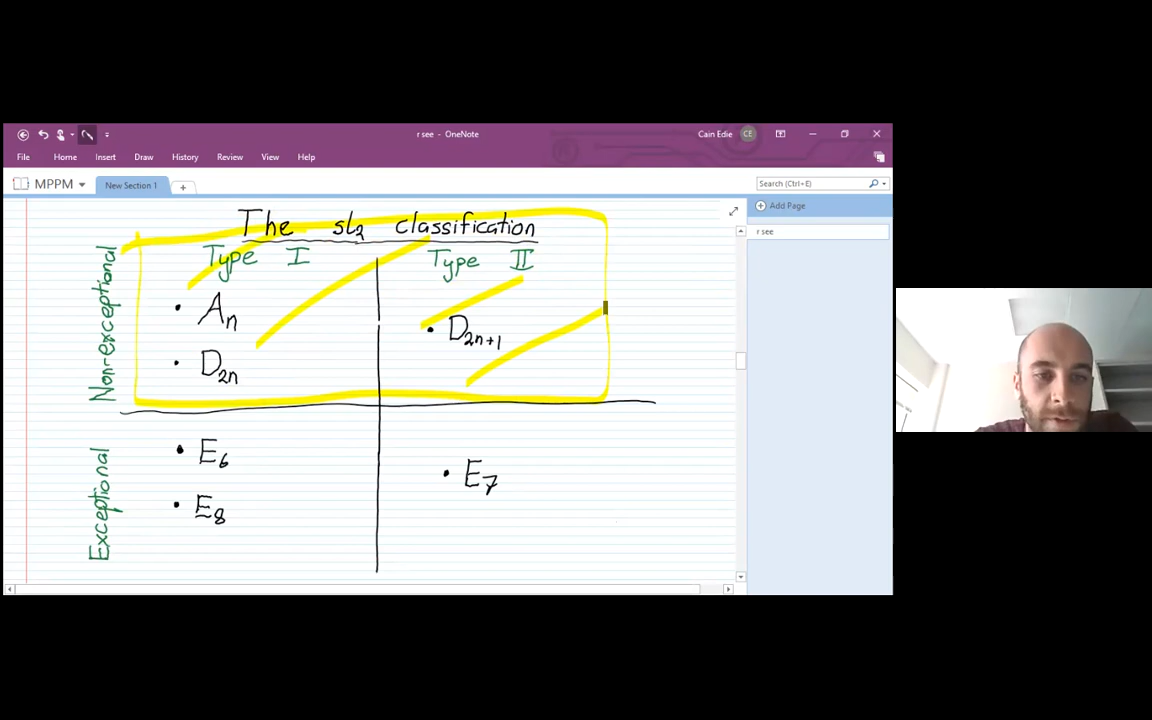 r see - OneNote
Cain Edie CE
File Home Insert Draw History Review View Help
MPPM New Section 1 +
Search (Ctrl+E)
Add Page
r see
The sl₂ classification
Type I Type II
Non-exceptional
• Aₙ
• D₂ₙ₊₁
• D₂ₙ
Exceptional
• E₆
• E₇
• E₈